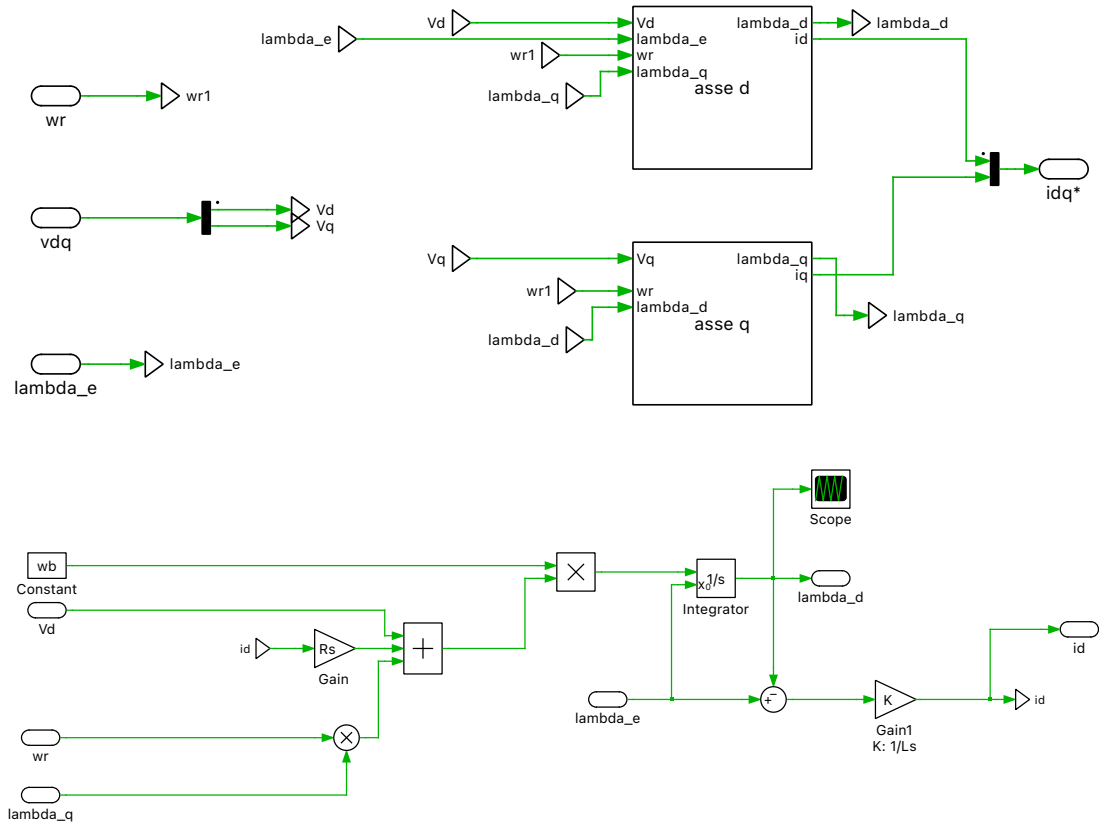 Vd
lambda_e
wr1
lambda_q
Vd
lambda_e
wr
lambda_q
asse d
lambda_d
id
lambda_d
wr
wr1
vdq
Vd
Vq
idq*
Vq
wr1
lambda_d
Vq
wr
lambda_d
asse q
lambda_q
iq
lambda_q
lambda_e
lambda_e
Scope
wb
Constant
Vd
id
Rs
Gain
+
×
x₀
1/s
Integrator
lambda_d
lambda_e
+
−
K
Gain1
K: 1/Ls
id
id
wr
×
lambda_q